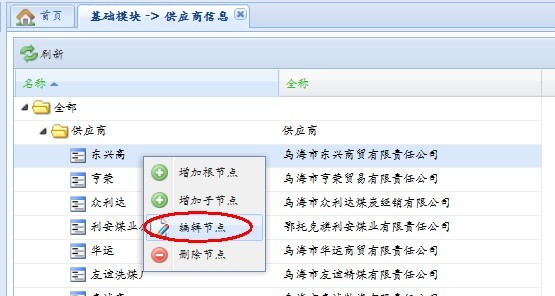 首页 基础模块 -> 供应商信息
刷新
名称 全称
全部
供应商 供应商
东兴商 乌海市东兴商贸有限责任公司
亨荣 乌海市亨荣贸易有限责任公司
众利达 乌海市众利达煤炭经销有限公司
利安煤业 鄂托克旗利安煤业有限责任公司
华运 乌海市华运商贸有限责任公司
友谊洗煤厂 乌海市友谊精煤有限责任公司
增加根节点
增加子节点
编辑节点
删除节点